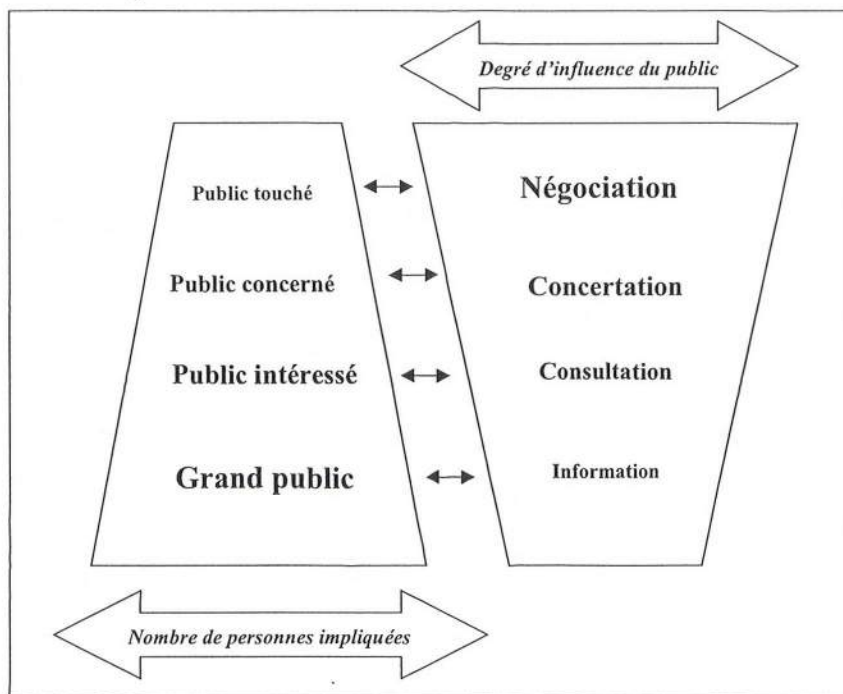 Degré d'influence du public
Public touché
Négociation
Public concerné
Concertation
Public intéressé
Consultation
Grand public
Information
Nombre de personnes impliquées